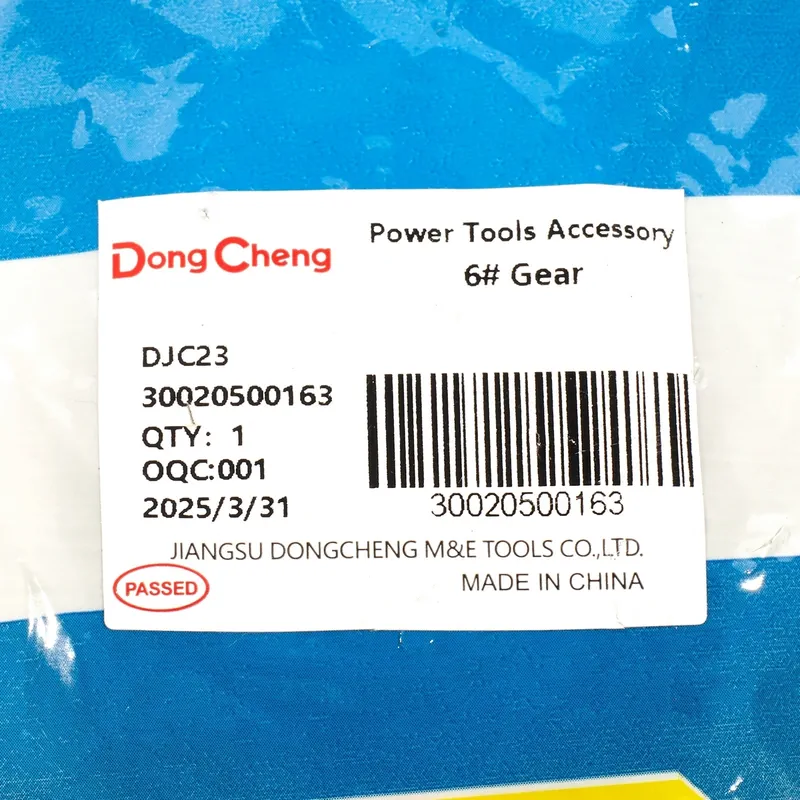 Dong Cheng
Power Tools Accessory
6# Gear
DJC23
30020500163
QTY: 1
OQC:001
2025/3/31
30020500163
JIANGSU DONGCHENG M&E TOOLS CO.,LTD.
PASSED
MADE IN CHINA